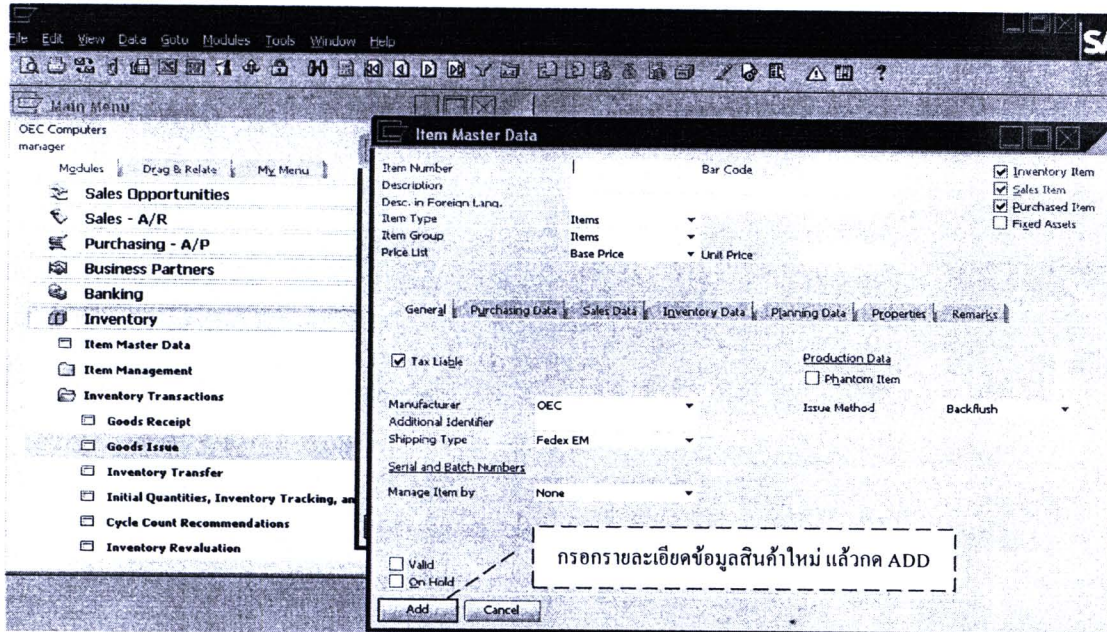 File Edit View Data Goto Modules Tools Window Help
SA
Main Menu
OEC Computers
manager
Modules Drag & Relate My Menu
Sales Opportunities
Sales - A/R
Purchasing - A/P
Business Partners
Banking
Inventory
Item Master Data
Item Management
Inventory Transactions
Goods Receipt
Goods Issue
Inventory Transfer
Initial Quantities, Inventory Tracking, an
Cycle Count Recommendations
Inventory Revaluation
Item Master Data
Item Number Bar Code
Description
Desc. in Foreign Lang.
Item Type Items
Item Group Items
Price List Base Price Unit Price
Inventory Item
Sales Item
Purchased Item
Fixed Assets
General Purchasing Data Sales Data Inventory Data Planning Data Properties Remarks
Tax Liable Production Data
Phantom Item
Manufacturer OEC Issue Method Backflush
Additional Identifier
Shipping Type Fedex EM
Serial and Batch Numbers
Manage Item by None
กรอกรายละเอียดข้อมูลสินค้าใหม่ แล้วกด ADD
Valid
On Hold
Add Cancel